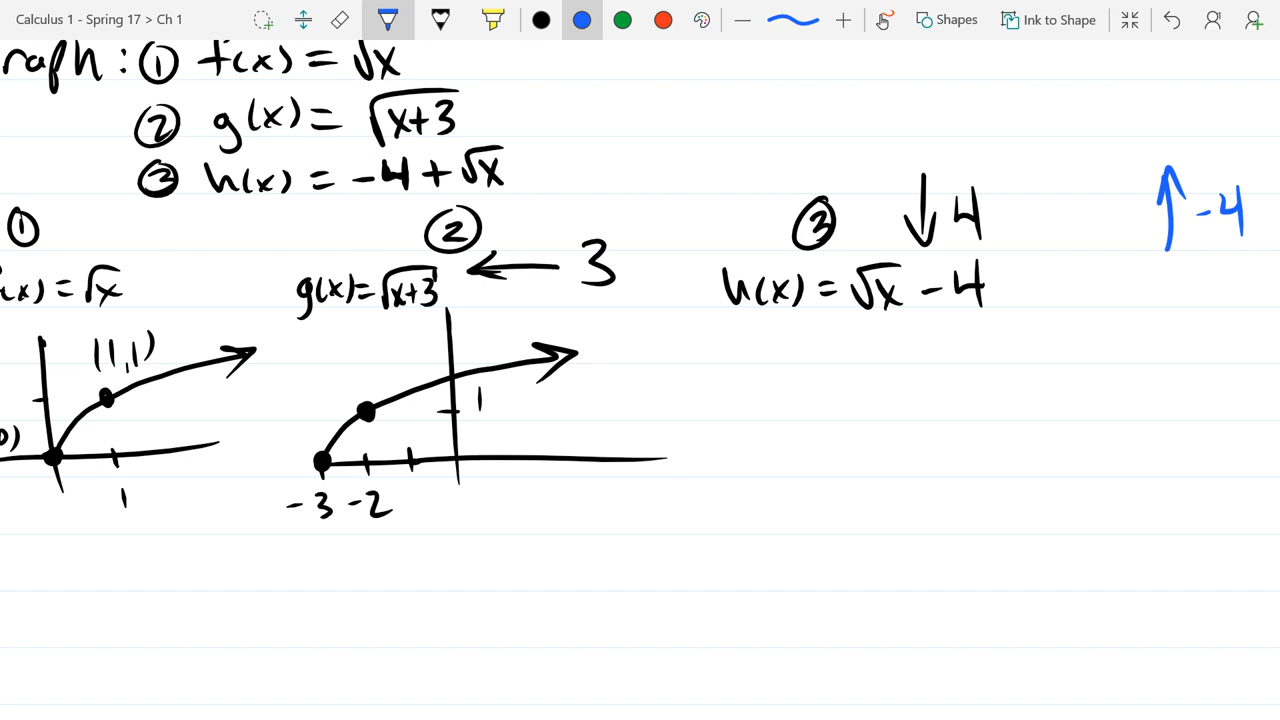 Calculus 1 - Spring 17 > Ch 1
Shapes
Ink to Shape
raph: ① f(x) = √x
② g(x) = √(x+3)
③ h(x) = -4 + √x
①
(x) = √x
(1,1)
0)
1
②
← 3
g(x) = √(x+3)
1
-3 -2
③ ↓ 4
h(x) = √x - 4
↑ -4